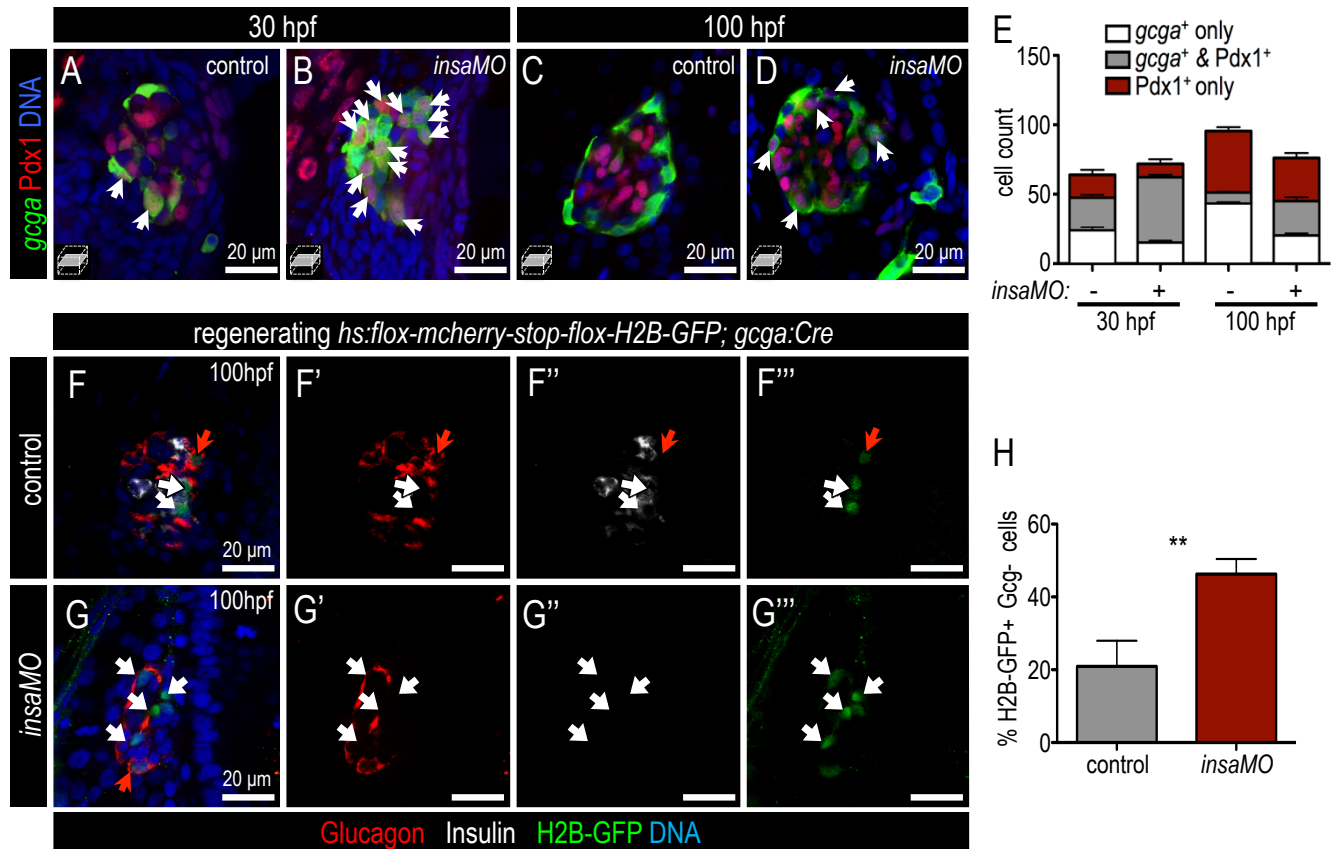 30 hpf
100 hpf
gcga Pdx1 DNA
A
control
20 µm
B
insaMO
20 µm
C
control
20 µm
D
insaMO
20 µm
E
gcga+ only
gcga+ & Pdx1+
Pdx1+ only
cell count
150
100
50
0
insaMO:
- + - +
30 hpf
100 hpf
regenerating hs:flox-mcherry-stop-flox-H2B-GFP; gcga:Cre
control
F
100hpf
20 µm
F'
F''
F'''
insaMO
G
100hpf
20 µm
G'
G''
G'''
Glucagon Insulin H2B-GFP DNA
H
% H2B-GFP+ Gcg- cells
60
40
20
0
**
control
insaMO